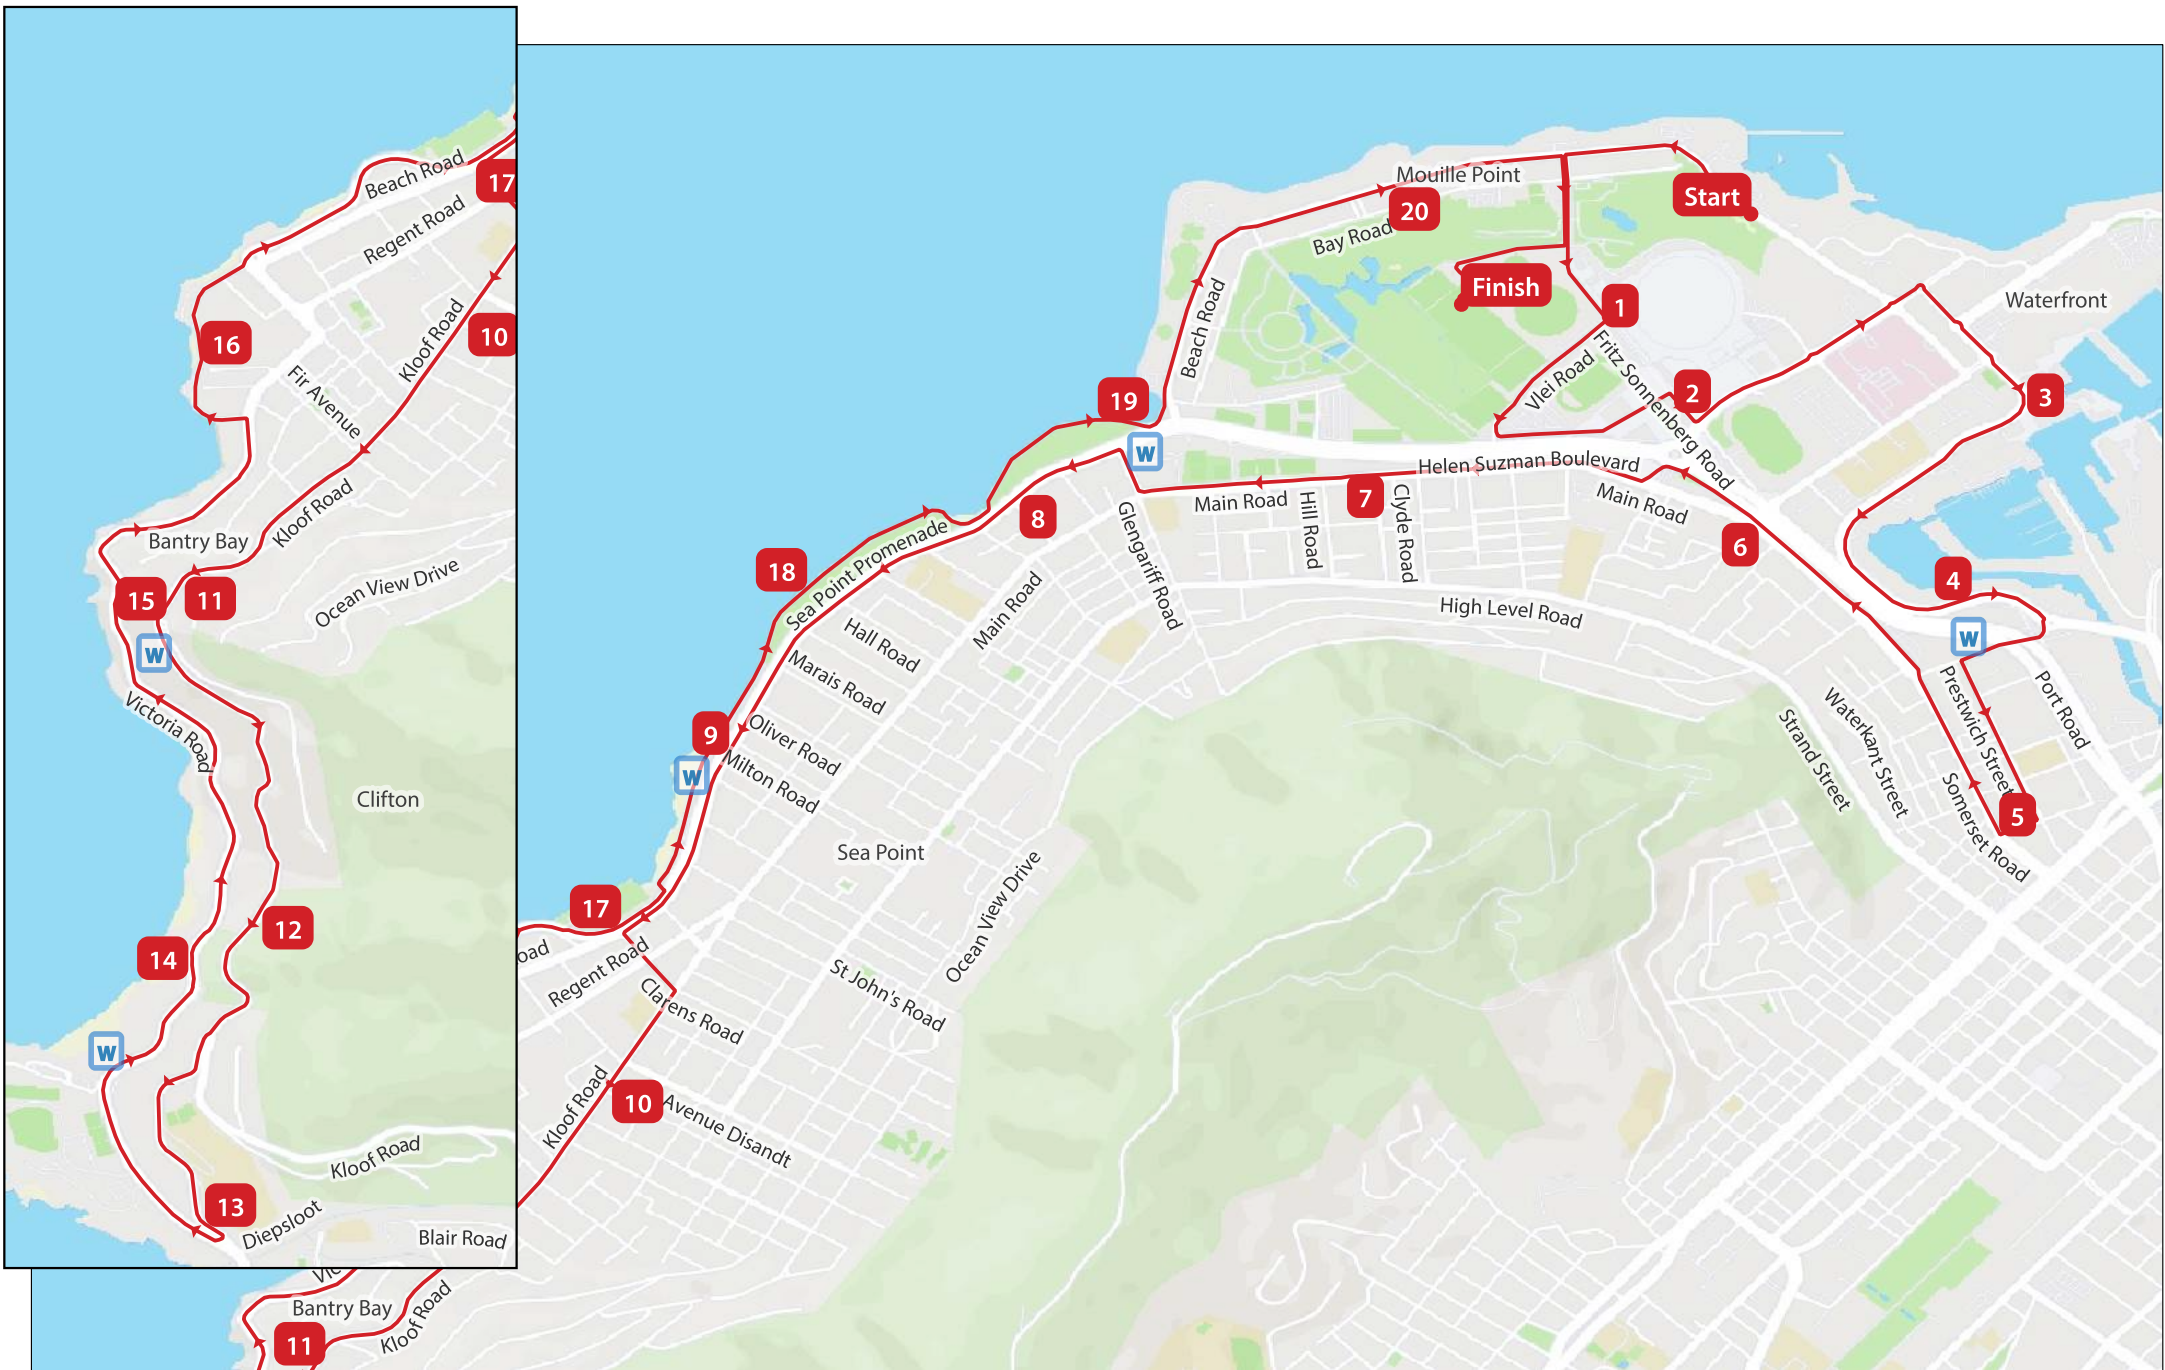 Beach Road
17
Regent Road
Kloof Road
10
16
Fir Avenue
Kloof Road
Bantry Bay
15
11
Ocean View Drive
W
Victoria Road
Clifton
12
14
W
Kloof Road
13
Diepsloot
Blair Road
Vic
Bantry Bay
Kloof Road
11
Mouille Point
Start
20
Bay Road
Finish
1
Waterfront
Beach Road
Fritz Sonnenberg Road
Vlei Road
2
3
19
W
Helen Suzman Boulevard
Main Road
7
Main Road
Hill Road
Clyde Road
Glengariff Road
8
6
18
Sea Point Promenade
4
High Level Road
Main Road
Hall Road
W
Marais Road
Prestwich Street
Port Road
9
Oliver Road
W
Milton Road
Strand Street
Waterkant Street
Somerset Road
5
Sea Point
17
Ocean View Drive
oad
Regent Road
Clarens Road
St John's Road
Kloof Road
10
Avenue Disandt